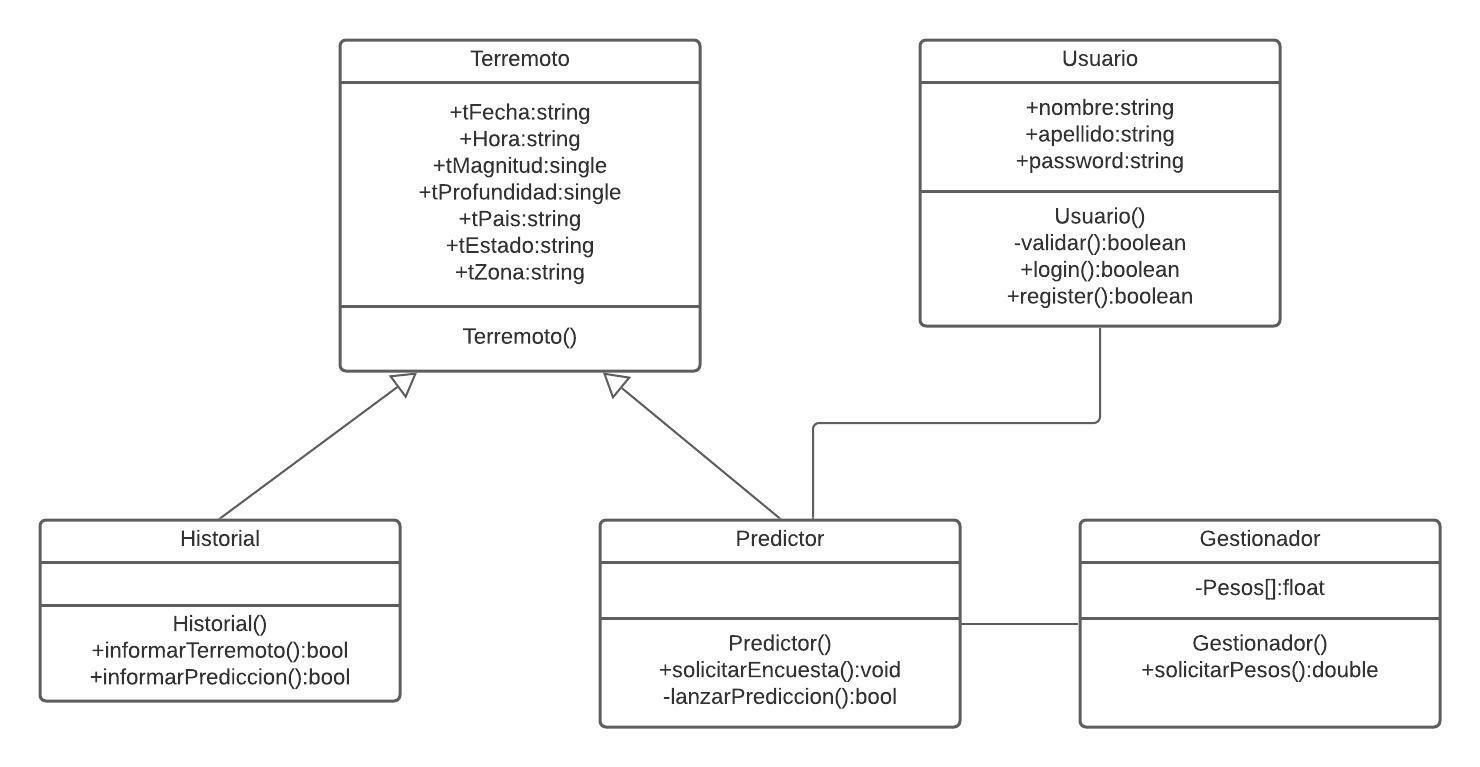 Terremoto
+tFecha:string
+Hora:string
+tMagnitud:single
+tProfundidad:single
+tPais:string
+tEstado:string
+tZona:string
Terremoto()
Usuario
+nombre:string
+apellido:string
+password:string
Usuario()
-validar():boolean
+login():boolean
+register():boolean
Historial
Historial()
+informarTerremoto():bool
+informarPrediccion():bool
Predictor
Predictor()
+solicitarEncuesta():void
-lanzarPrediccion():bool
Gestionador
-Pesos[]:float
Gestionador()
+solicitarPesos():double